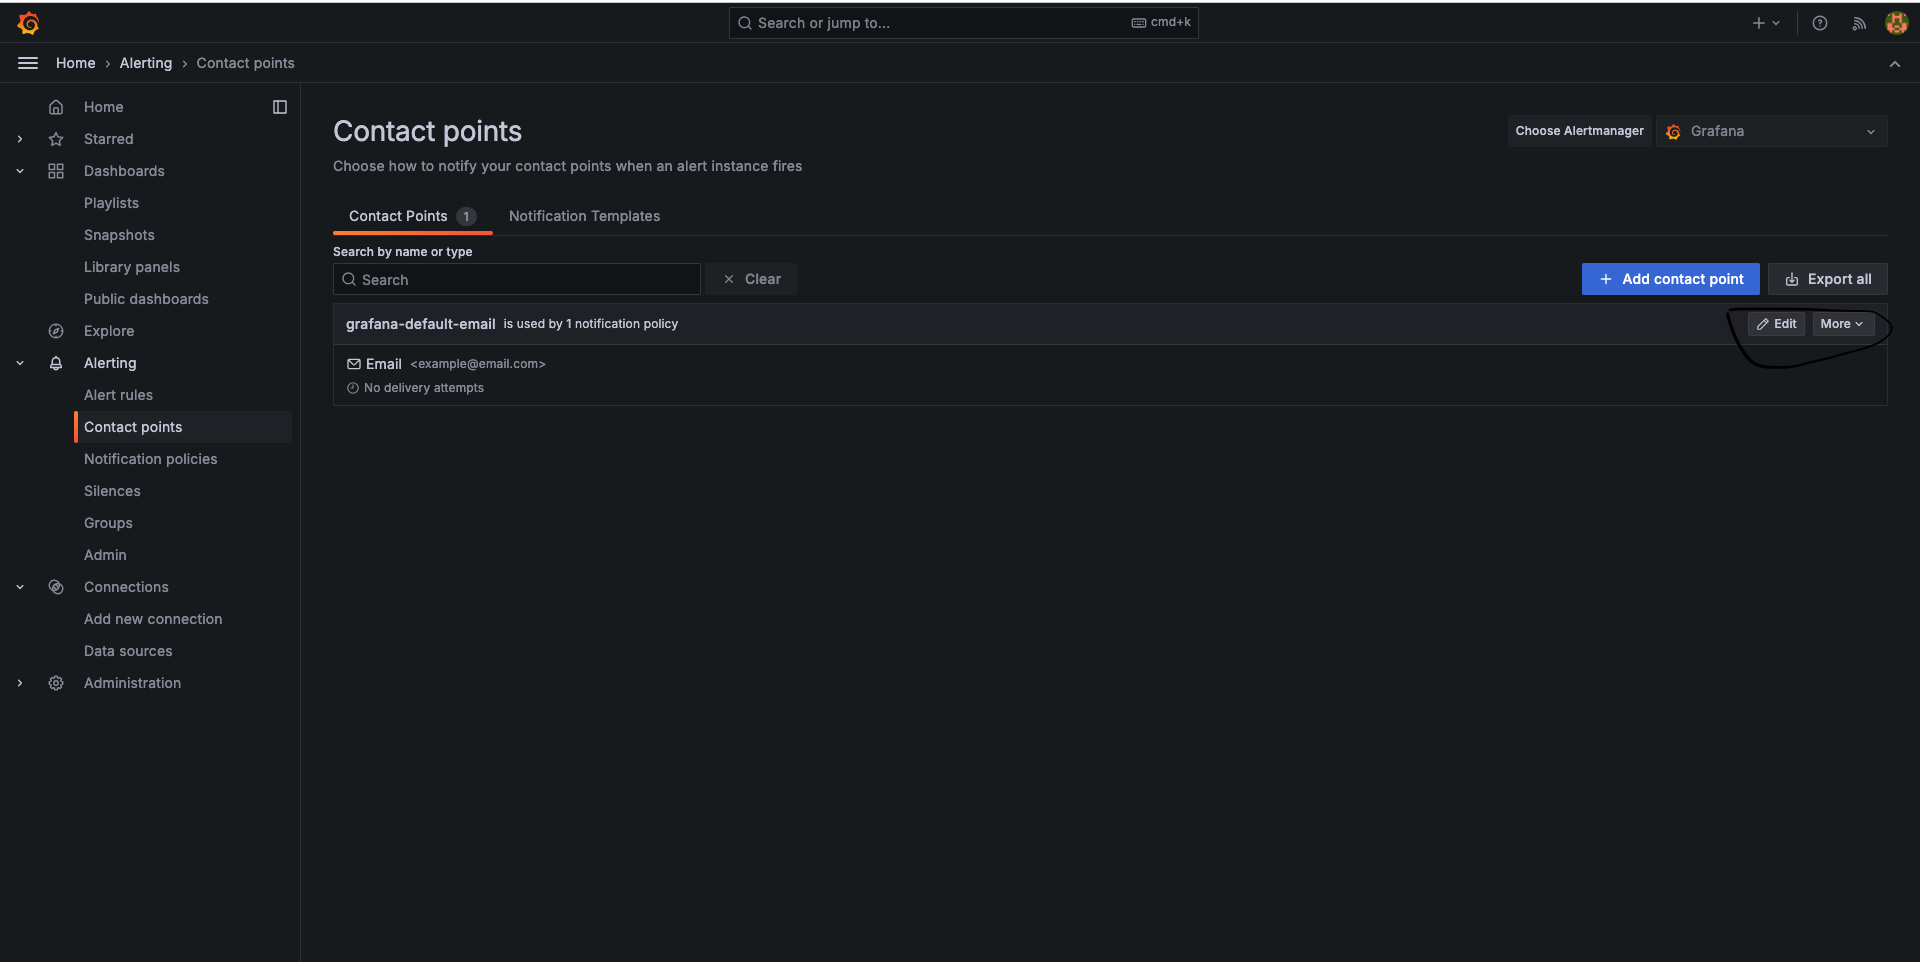 Search or jump to...
cmd+k
Home > Alerting > Contact points
Home
Starred
Dashboards
Playlists
Snapshots
Library panels
Public dashboards
Explore
Alerting
Alert rules
Contact points
Notification policies
Silences
Groups
Admin
Connections
Add new connection
Data sources
Administration
Contact points
Choose how to notify your contact points when an alert instance fires
Choose Alertmanager
Grafana
Contact Points 1
Notification Templates
Search by name or type
Search
Clear
Add contact point
Export all
grafana-default-email is used by 1 notification policy
Edit
More
Email <example@email.com>
No delivery attempts